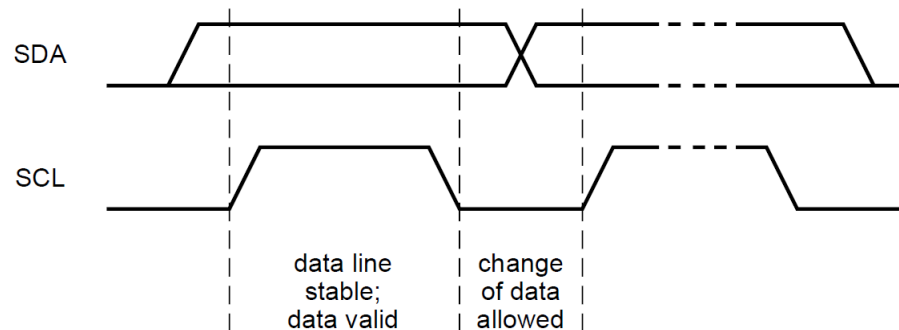 SDA
SCL
data line
stable;
data valid
change
of data
allowed